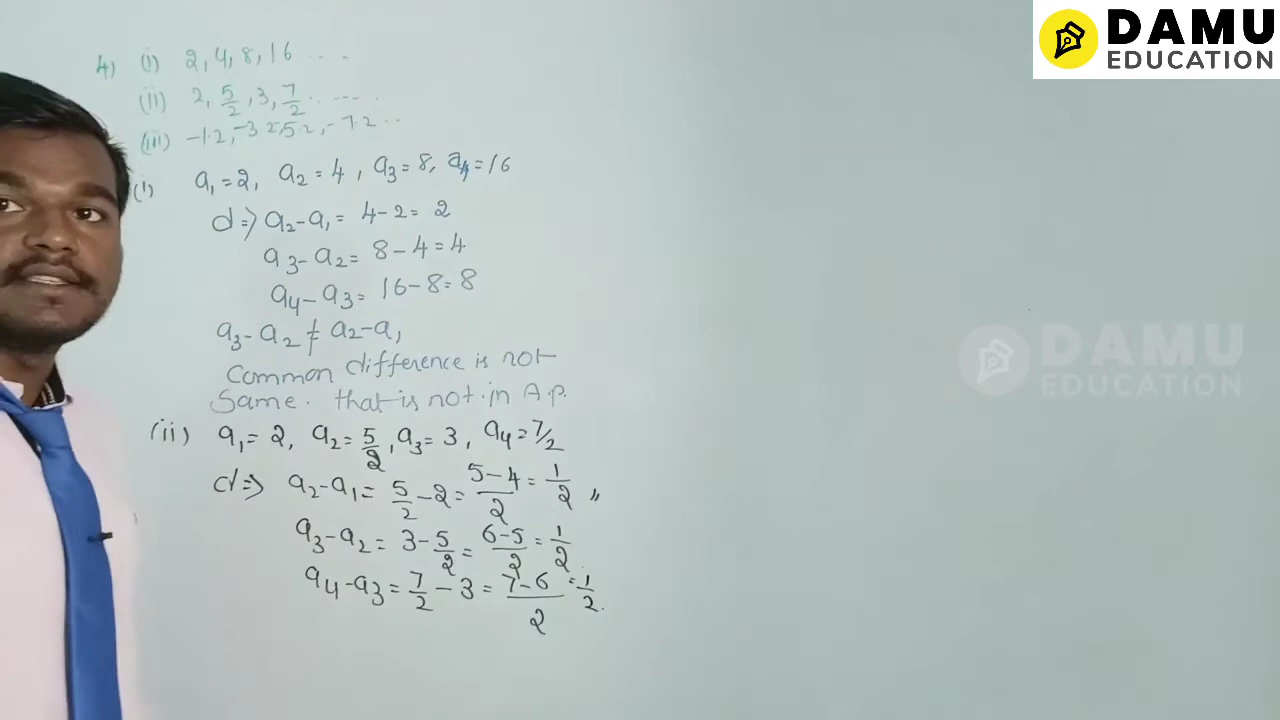 DAMU
EDUCATION
4) (i) 2, 4, 8, 16 ....
(ii) 2, 5/2, 3, 7/2 ......
(iii) -1.2, -3.2, -5.2, -7.2 ..
(i) a₁ = 2, a₂ = 4, a₃ = 8, a₄ = 16
d => a₂ - a₁ = 4 - 2 = 2
a₃ - a₂ = 8 - 4 = 4
a₄ - a₃ = 16 - 8 = 8
a₃ - a₂ ≠ a₂ - a₁
Common difference is not
Same. that is not in A.p.
(ii) a₁ = 2, a₂ = 5/2, a₃ = 3, a₄ = 7/2
d => a₂ - a₁ = 5/2 - 2 = (5-4)/2 = 1/2 "
a₃ - a₂ = 3 - 5/2 = (6-5)/2 = 1/2.
a₄ - a₃ = 7/2 - 3 = (7-6)/2 = 1/2.
DAMU
EDUCATION